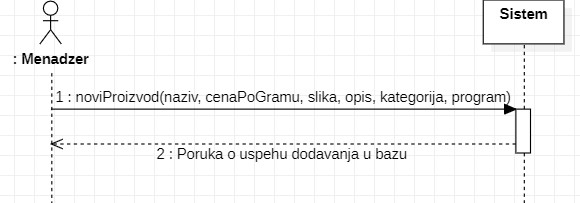 Sistem
: Menadzer
1 : noviProizvod(naziv, cenaPoGramu, slika, opis, kategorija, program)
2 : Poruka o uspehu dodavanja u bazu